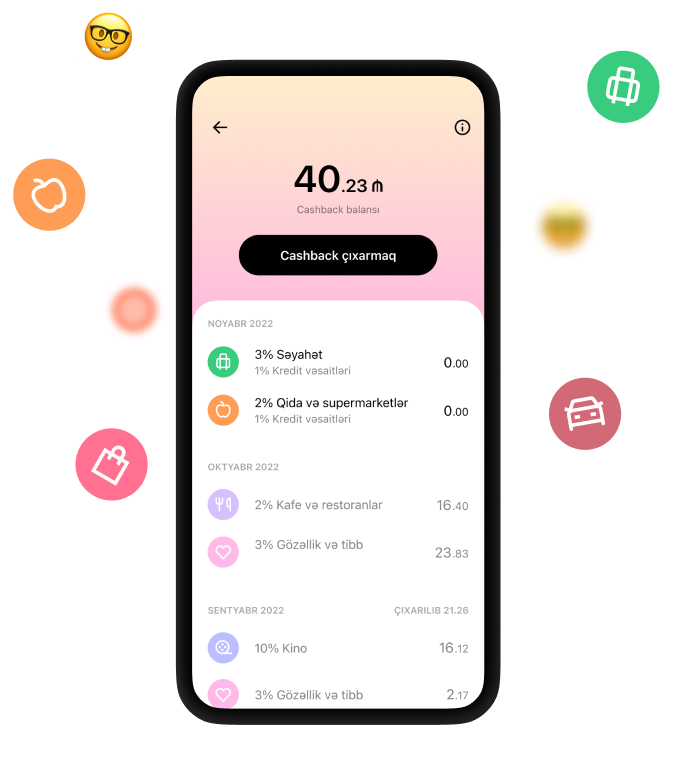 40.23 ₼
Cashback balansı
Cashback çıxarmaq
NOYABR 2022
3% Səyahət
0.00
1% Kredit vəsaitləri
2% Qida və supermarketlər
0.00
1% Kredit vəsaitləri
OKTYABR 2022
2% Kafe və restoranlar
16.40
3% Gözəllik və tibb
23.83
SENTYABR 2022
ÇIXARILIB 21.26
10% Kino
16.12
3% Gözəllik və tibb
2.17